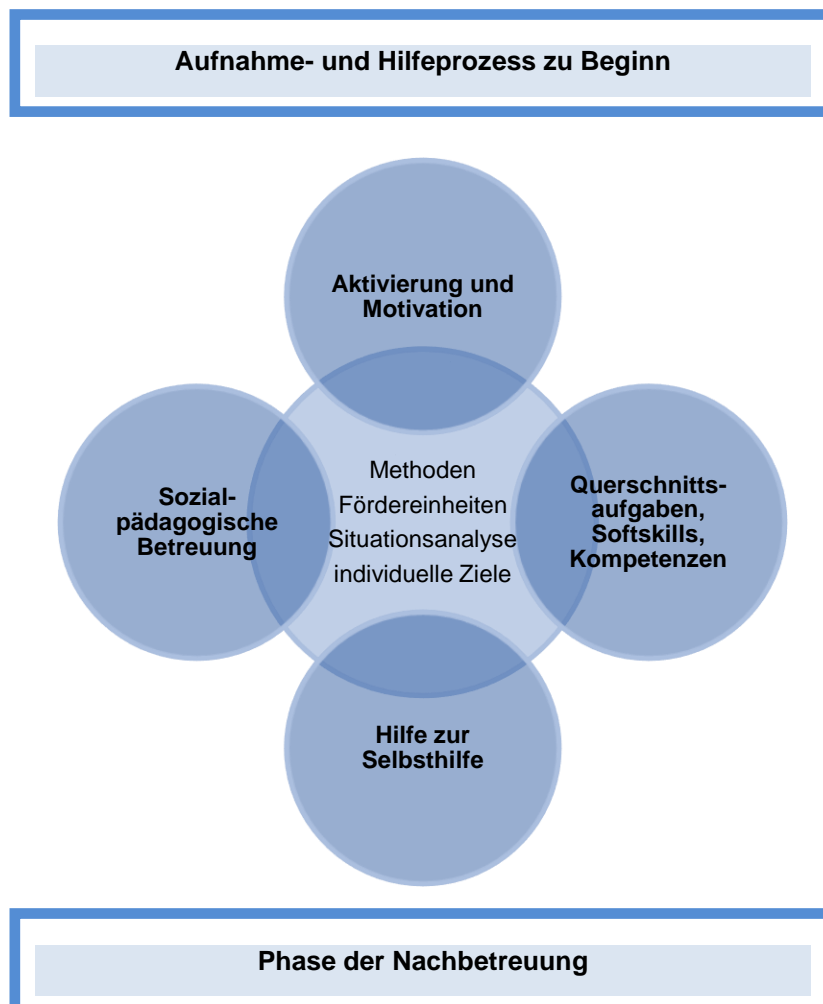 Aufnahme- und Hilfeprozess zu Beginn
Aktivierung und
Motivation
Sozial-
pädagogische
Betreuung
Methoden
Fördereinheiten
Situationsanalyse
individuelle Ziele
Querschnitts-
aufgaben,
Softskills,
Kompetenzen
Hilfe zur
Selbsthilfe
Phase der Nachbetreuung